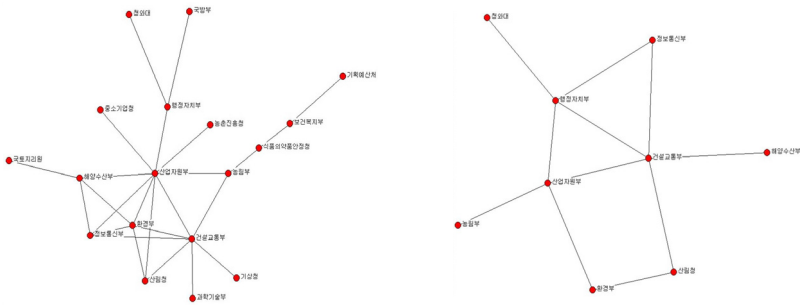 청와대
국방부
기획예산처
중소기업청
행정자치부
농촌진흥청
보건복지부
식품의약품안정청
국토지리원
해양수산부
산업자원부
농림부
환경부
정보통신부
건설교통부
산림청
기상청
과학기술부
청와대
정보통신부
행정자치부
해양수산부
건설교통부
산업자원부
농림부
산림청
환경부